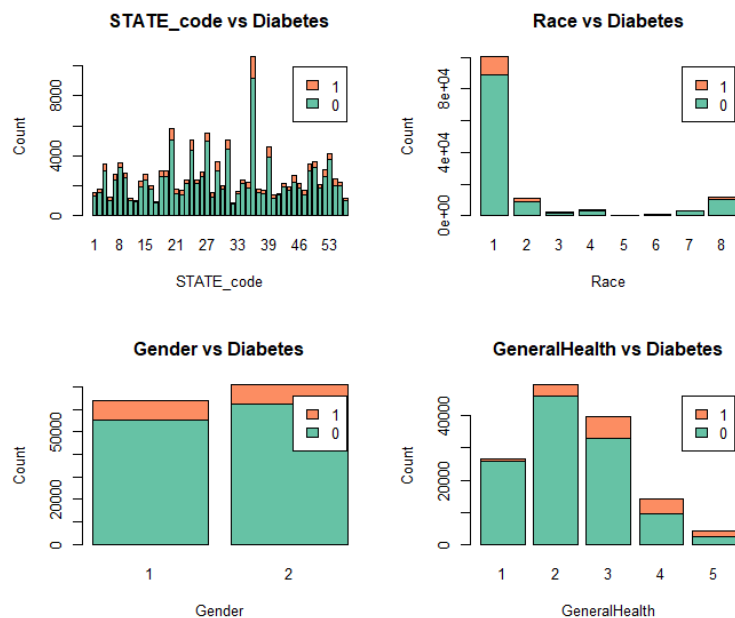 STATE_code vs Diabetes
Count
0
4000
8000
1
0
1 8 15 21 27 33 39 46 53
STATE_code
Race vs Diabetes
Count
0e+00
4e+04
8e+04
1
0
1 2 3 4 5 6 7 8
Race
Gender vs Diabetes
Count
0
20000
50000
1
0
1 2
Gender
GeneralHealth vs Diabetes
Count
0
20000
40000
1
0
1 2 3 4 5
GeneralHealth